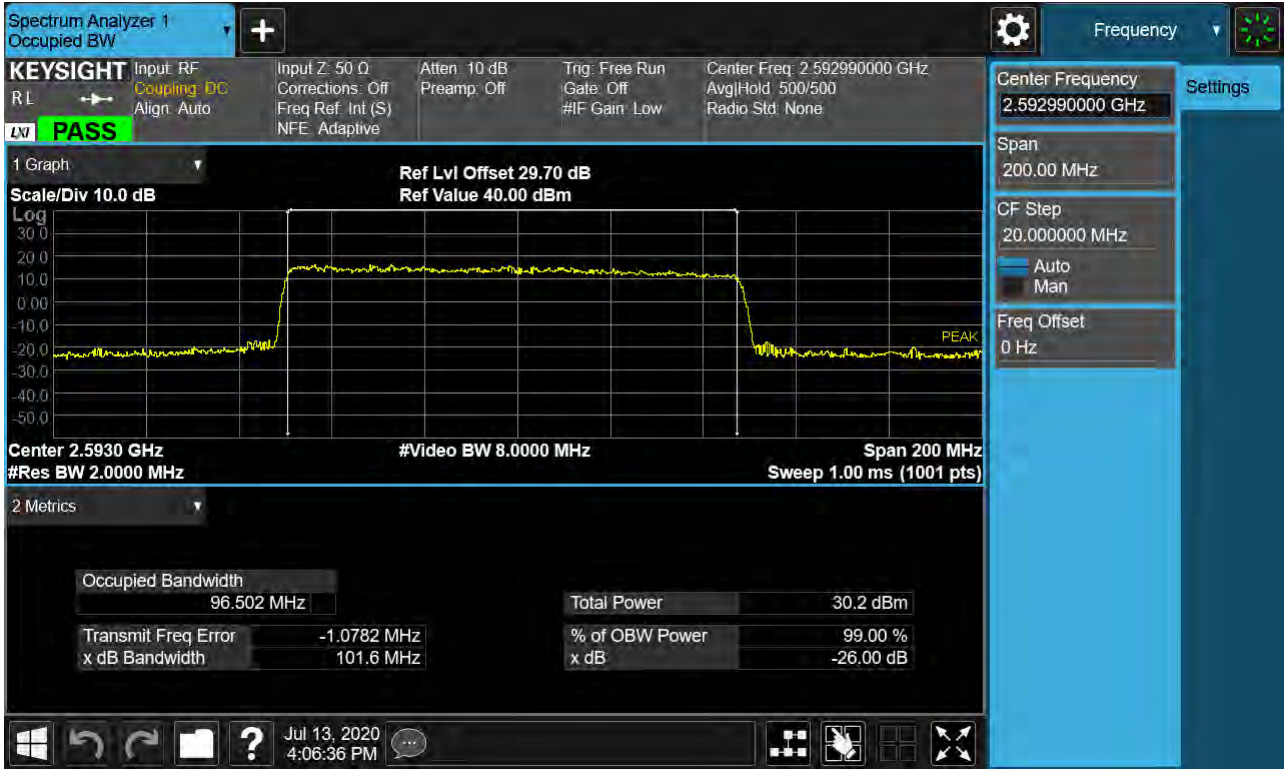 Spectrum Analyzer 1
Occupied BW
+
Frequency
KEYSIGHT
RL
LXI
PASS
Input: RF
Coupling: DC
Align: Auto
Input Z: 50 Ω
Corrections: Off
Freq Ref: Int (S)
NFE: Adaptive
Atten: 10 dB
Preamp: Off
Trig: Free Run
Gate: Off
#IF Gain: Low
Center Freq: 2.592990000 GHz
Avg|Hold: 500/500
Radio Std: None
Center Frequency
2.592990000 GHz
Settings
Span
200.00 MHz
CF Step
20.000000 MHz
Auto
Man
Freq Offset
0 Hz
1 Graph
Scale/Div 10.0 dB
Ref Lvl Offset 29.70 dB
Ref Value 40.00 dBm
Log
30.0
20.0
10.0
0.00
-10.0
-20.0
-30.0
-40.0
-50.0
PEAK
Center 2.5930 GHz
#Video BW 8.0000 MHz
Span 200 MHz
#Res BW 2.0000 MHz
Sweep 1.00 ms (1001 pts)
2 Metrics
Occupied Bandwidth
96.502 MHz
Total Power 30.2 dBm
Transmit Freq Error -1.0782 MHz
% of OBW Power 99.00 %
x dB Bandwidth 101.6 MHz
x dB -26.00 dB
?
Jul 13, 2020
4:06:36 PM